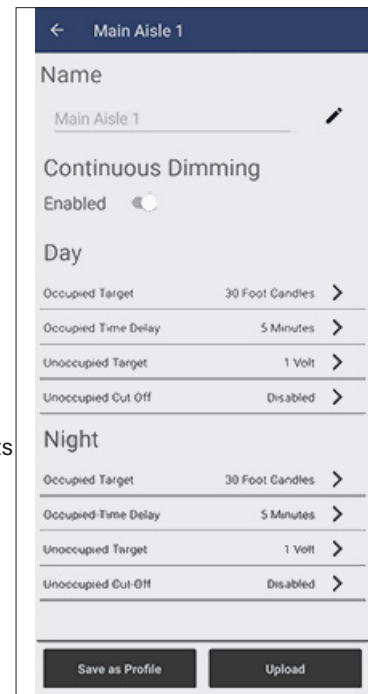 Main Aisle 1
Name
Main Aisle 1
Continuous Dimming
Enabled
Day
Occupied Target 30 Foot Candles
Occupied Time Delay 5 Minutes
Unoccupied Target 1 Volt
Unoccupied Cut Off Disabled
ts
Night
Occupied Target 30 Foot Candles
Occupied Time Delay 5 Minutes
Unoccupied Target 1 Volt
Unoccupied Cut-Off Disabled
Save as Profile Upload